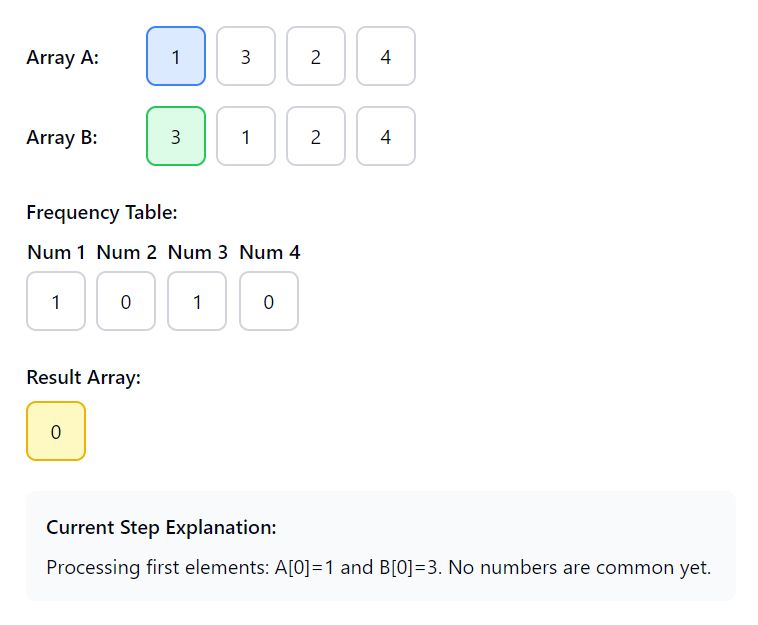 Array A: 1 3 2 4
Array B: 3 1 2 4
Frequency Table:
Num 1 Num 2 Num 3 Num 4
1 0 1 0
Result Array:
0
Current Step Explanation:
Processing first elements: A[0]=1 and B[0]=3. No numbers are common yet.